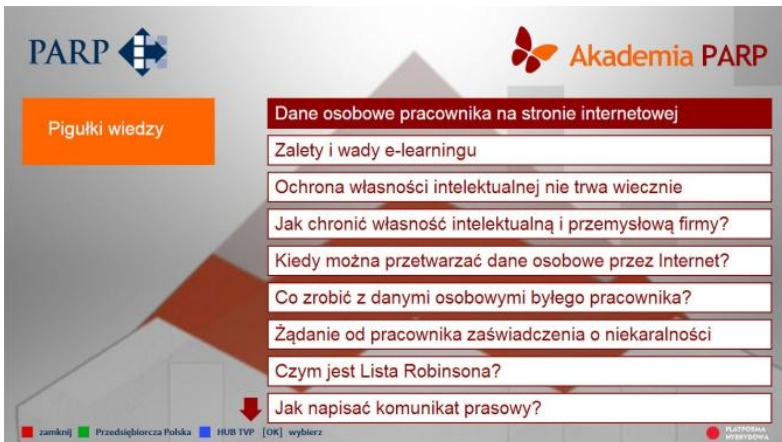 PARP
Akademia PARP
Pigułki wiedzy
Dane osobowe pracownika na stronie internetowej
Zalety i wady e-learningu
Ochrona własności intelektualnej nie trwa wiecznie
Jak chronić własność intelektualną i przemysłową firmy?
Kiedy można przetwarzać dane osobowe przez Internet?
Co zrobić z danymi osobowymi byłego pracownika?
Żądanie od pracownika zaświadczenia o niekaralności
Czym jest Lista Robinsona?
Jak napisać komunikat prasowy?
zamknij Przedsiębiorcza Polska HUB TVP [OK] wybierz
PLATFORMA
HYBRYDOWA